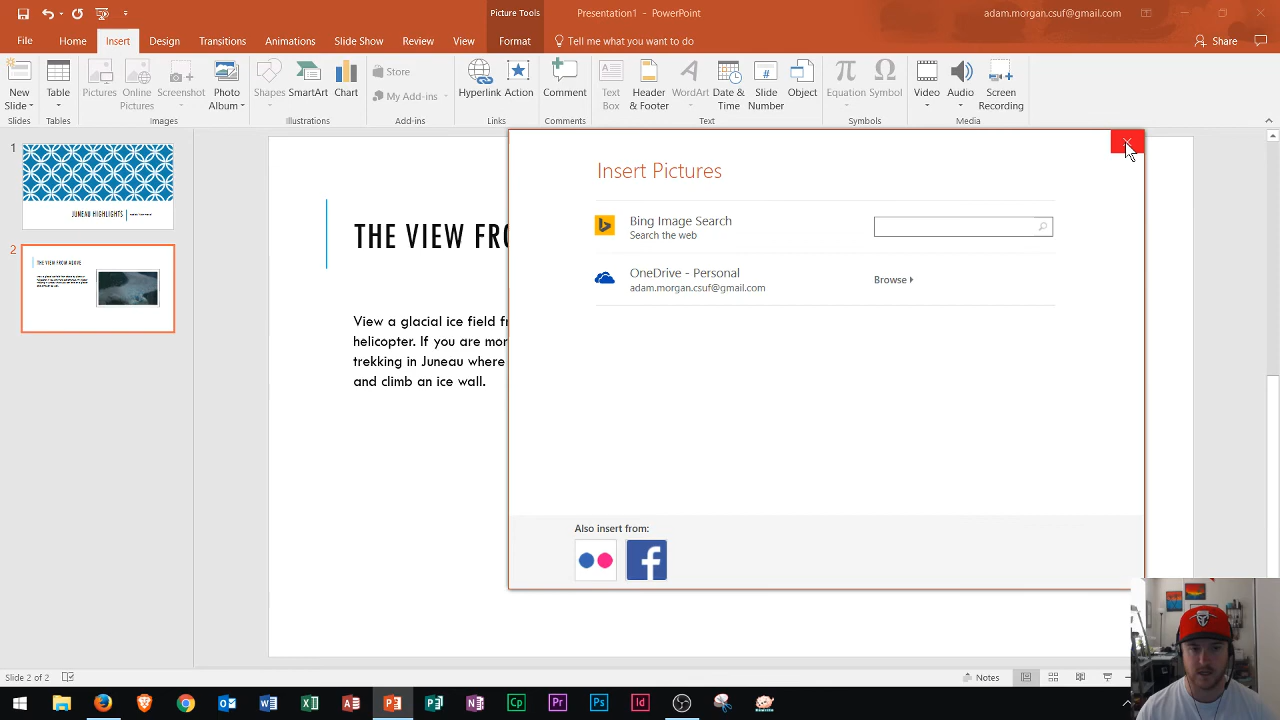 Picture Tools
Presentation1 - PowerPoint
adam.morgan.csuf@gmail.com
File
Home
Insert
Design
Transitions
Animations
Slide Show
Review
View
Format
Tell me what you want to do
Share
New
Slide
Table
Pictures
Online
Pictures
Screenshot
Photo
Album
Shapes
SmartArt
Chart
Store
My Add-ins
Hyperlink
Action
Comment
Text
Box
Header
& Footer
WordArt
Date &
Time
Slide
Number
Object
Equation
Symbol
Video
Audio
Screen
Recording
Slides
Tables
Images
Illustrations
Add-ins
Links
Comments
Text
Symbols
Media
1
JUNEAU HIGHLIGHTS
2
THE VIEW FROM ABOVE
THE VIEW FRO
View a glacial ice field fr
helicopter. If you are mor
trekking in Juneau where
and climb an ice wall.
Insert Pictures
Bing Image Search
Search the web
OneDrive - Personal
adam.morgan.csuf@gmail.com
Browse
Also insert from:
Slide 2 of 2
Notes